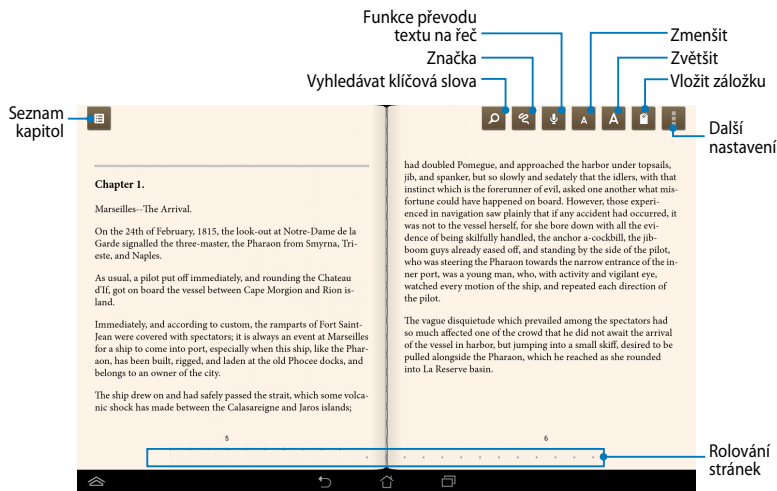 Funkce převodu
textu na řeč
Značka
Vyhledávat klíčová slova
Zmenšit
Zvětšit
Vložit záložku
Seznam
kapitol
Další
nastavení
A
A
Chapter 1.
Marseilles--The Arrival.
On the 24th of February, 1815, the look-out at Notre-Dame de la
Garde signalled the three-master, the Pharaon from Smyrna, Tri-
este, and Naples.
As usual, a pilot put off immediately, and rounding the Chateau
d'If, got on board the vessel between Cape Morgion and Rion is-
land.
Immediately, and according to custom, the ramparts of Fort Saint-
Jean were covered with spectators; it is always an event at Marseilles
for a ship to come into port, especially when this ship, like the Phar-
aon, has been built, rigged, and laden at the old Phocee docks, and
belongs to an owner of the city.
The ship drew on and had safely passed the strait, which some volca-
nic shock has made between the Calasareigne and Jaros islands;
5
had doubled Pomegue, and approached the harbor under topsails,
jib, and spanker, but so slowly and sedately that the idlers, with that
instinct which is the forerunner of evil, asked one another what mis-
fortune could have happened on board. However, those experi-
enced in navigation saw plainly that if any accident had occurred, it
was not to the vessel herself, for she bore down with all the evi-
dence of being skilfully handled, the anchor a-cockbill, the jib-
boom guys already eased off, and standing by the side of the pilot,
who was steering the Pharaon towards the narrow entrance of the in-
ner port, was a young man, who, with activity and vigilant eye,
watched every motion of the ship, and repeated each direction of
the pilot.
The vague disquietude which prevailed among the spectators had
so much affected one of the crowd that he did not await the arrival
of the vessel in harbor, but jumping into a small skiff, desired to be
pulled alongside the Pharaon, which he reached as she rounded
into La Reserve basin.
6
Rolování
stránek